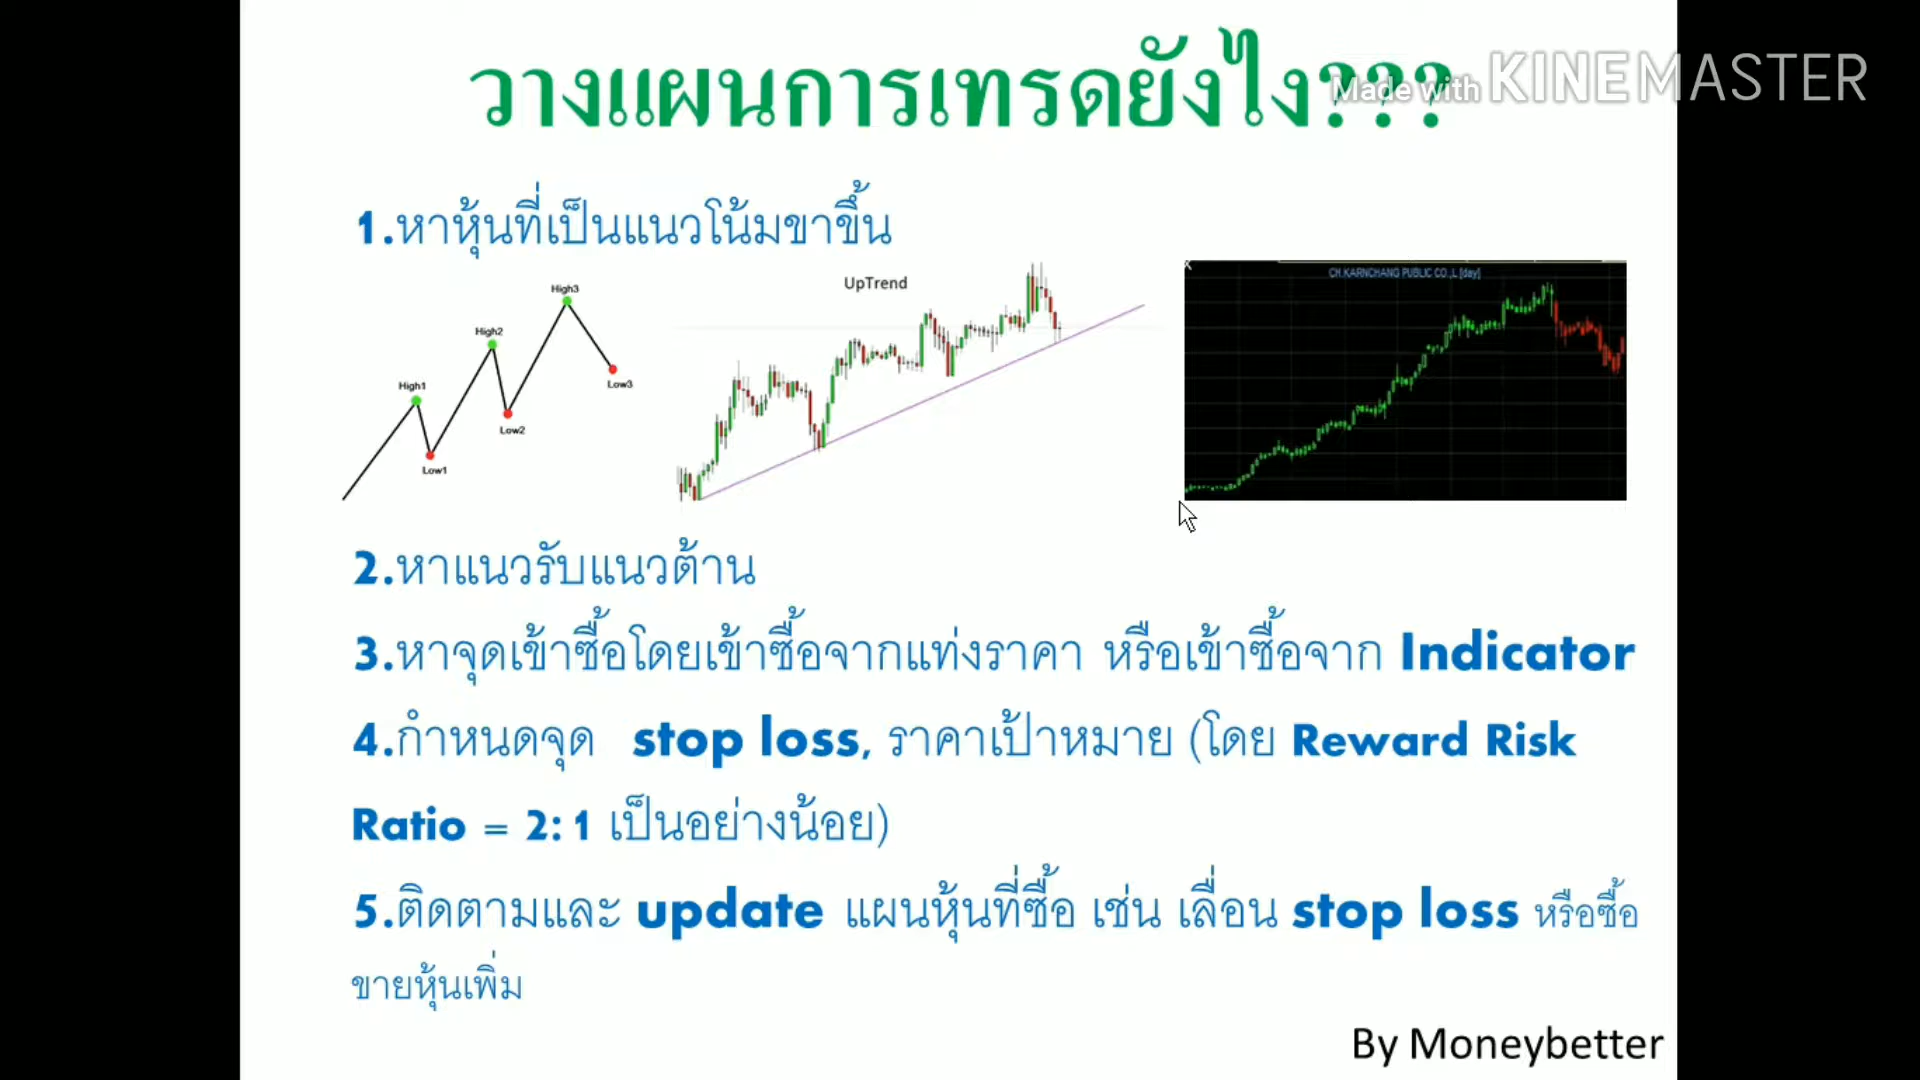 วางแผนการเทรดยังไง???
Made with KINEMASTER
1.หาหุ้นที่เป็นแนวโน้มขาขึ้น
High1
Low1
High2
Low2
High3
Low3
UpTrend
CH.KARNCHANG PUBLIC CO.,L [day]
2.หาแนวรับแนวต้าน
3.หาจุดเข้าซื้อโดยเข้าซื้อจากแท่งราคา หรือเข้าซื้อจาก Indicator
4.กำหนดจุด stop loss, ราคาเป้าหมาย (โดย Reward Risk
Ratio = 2:1 เป็นอย่างน้อย)
5.ติดตามและ update แผนหุ้นที่ซื้อ เช่น เลื่อน stop loss หรือซื้อ
ขายหุ้นเพิ่ม
By Moneybetter